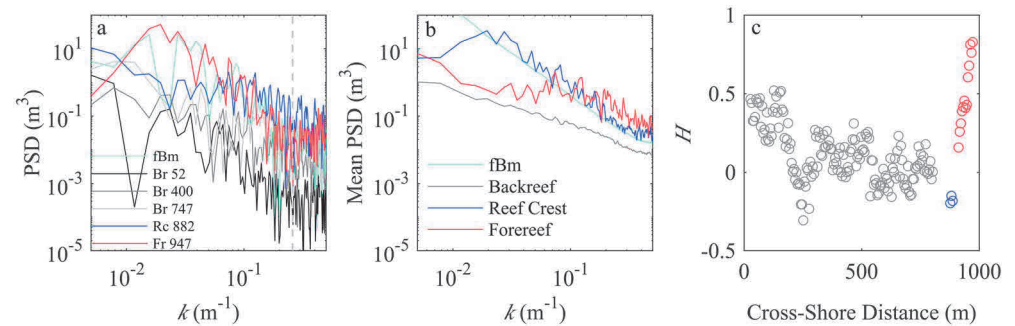 a
PSD (m³)
10¹
10⁻¹
10⁻³
10⁻⁵
fBm
Br 52
Br 400
Br 747
Rc 882
Fr 947
10⁻²
10⁻¹
k (m⁻¹)
b
Mean PSD (m³)
10¹
10⁻¹
10⁻³
10⁻⁵
fBm
Backreef
Reef Crest
Forereef
10⁻²
10⁻¹
k (m⁻¹)
c
H
1
0.5
0
-0.5
0
500
1000
Cross-Shore Distance (m)